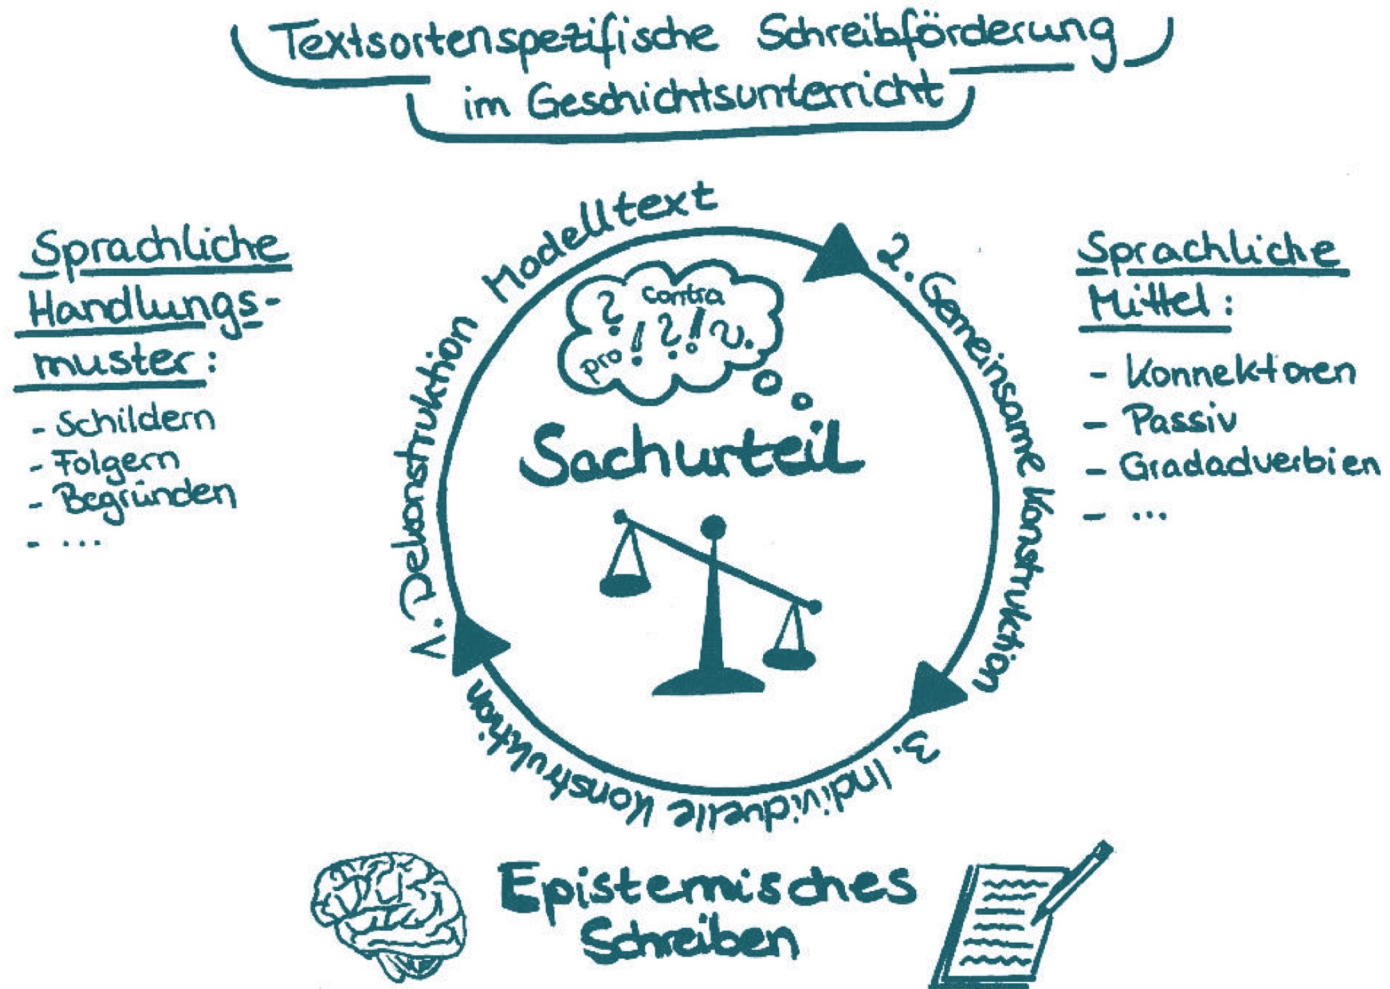 Textsortenspezifische Schreibförderung
im Geschichtsunterricht
Sprachliche
Handlungs-
muster:
- Schildern
- Folgern
- Begründen
- ...
1. Dekonstruktion Modelltext
2. Gemeinsame Konstruktion
3. Individuelle Konstruktion
? contra
pro ! ? ! ?.
Sachurteil
Sprachliche
Mittel:
- Konnektoren
- Passiv
- Gradadverbien
- ...
Epistemisches
Schreiben